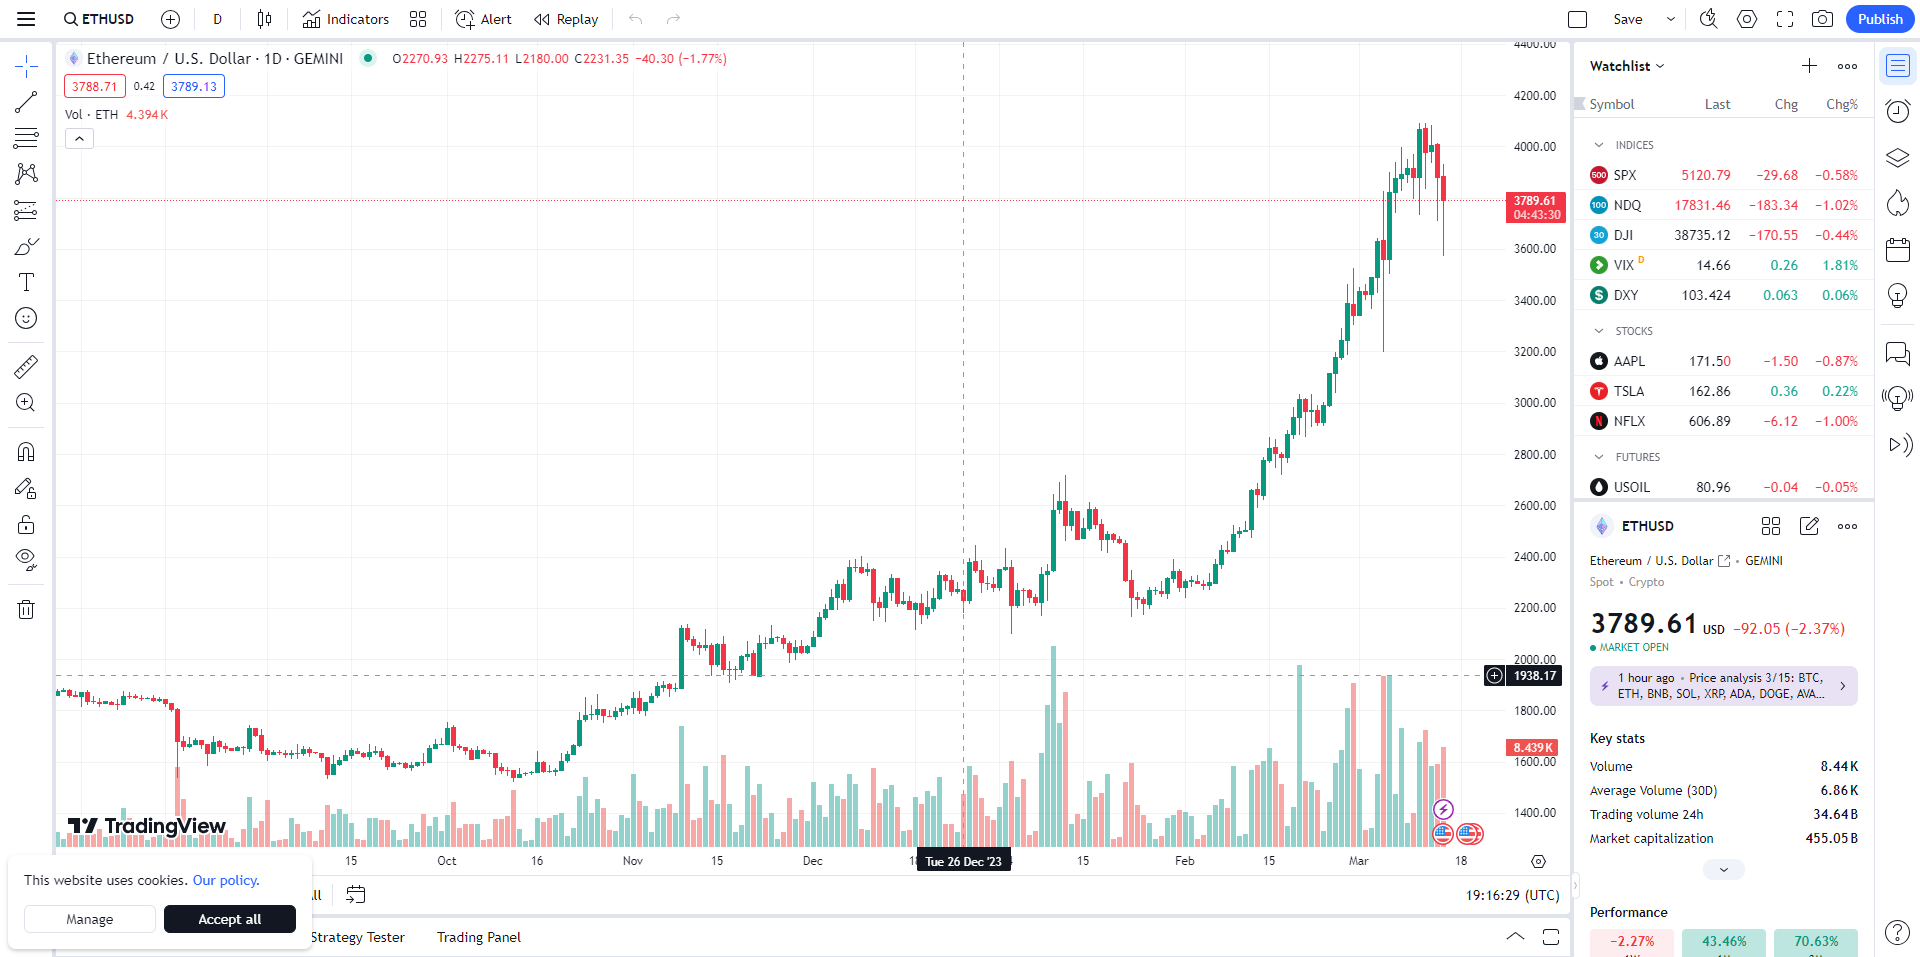 ETHUSD D Indicators Alert Replay Save Publish
Ethereum / U.S. Dollar · 1D · GEMINI O2270.93 H2275.11 L2180.00 C2231.35 −40.30 (−1.77%)
3788.71 0.42 3789.13
Vol · ETH 4.394K
4400.00
4200.00
4000.00
3789.61
04:43:30
3600.00
3400.00
3200.00
3000.00
2800.00
2600.00
2400.00
2200.00
2000.00
1938.17
1800.00
8.439K
1600.00
1400.00
TradingView
15 Oct 16 Nov 15 Dec Tue 26 Dec '23 15 Feb 15 Mar 18
19:16:29 (UTC)
This website uses cookies. Our policy.
Manage Accept all
Strategy Tester Trading Panel
Watchlist
Symbol Last Chg Chg%
INDICES
500 SPX 5120.79 −29.68 −0.58%
100 NDQ 17831.46 −183.34 −1.02%
30 DJI 38735.12 −170.55 −0.44%
VIX D 14.66 0.26 1.81%
$ DXY 103.424 0.063 0.06%
STOCKS
AAPL 171.50 −1.50 −0.87%
TSLA 162.86 0.36 0.22%
N NFLX 606.89 −6.12 −1.00%
FUTURES
USOIL 80.96 −0.04 −0.05%
ETHUSD
Ethereum / U.S. Dollar • GEMINI
Spot • Crypto
3789.61 USD −92.05 (−2.37%)
MARKET OPEN
1 hour ago • Price analysis 3/15: BTC,
ETH, BNB, SOL, XRP, ADA, DOGE, AVA...
Key stats
Volume 8.44K
Average Volume (30D) 6.86K
Trading volume 24h 34.64B
Market capitalization 455.05B
Performance
−2.27% 43.46% 70.63%